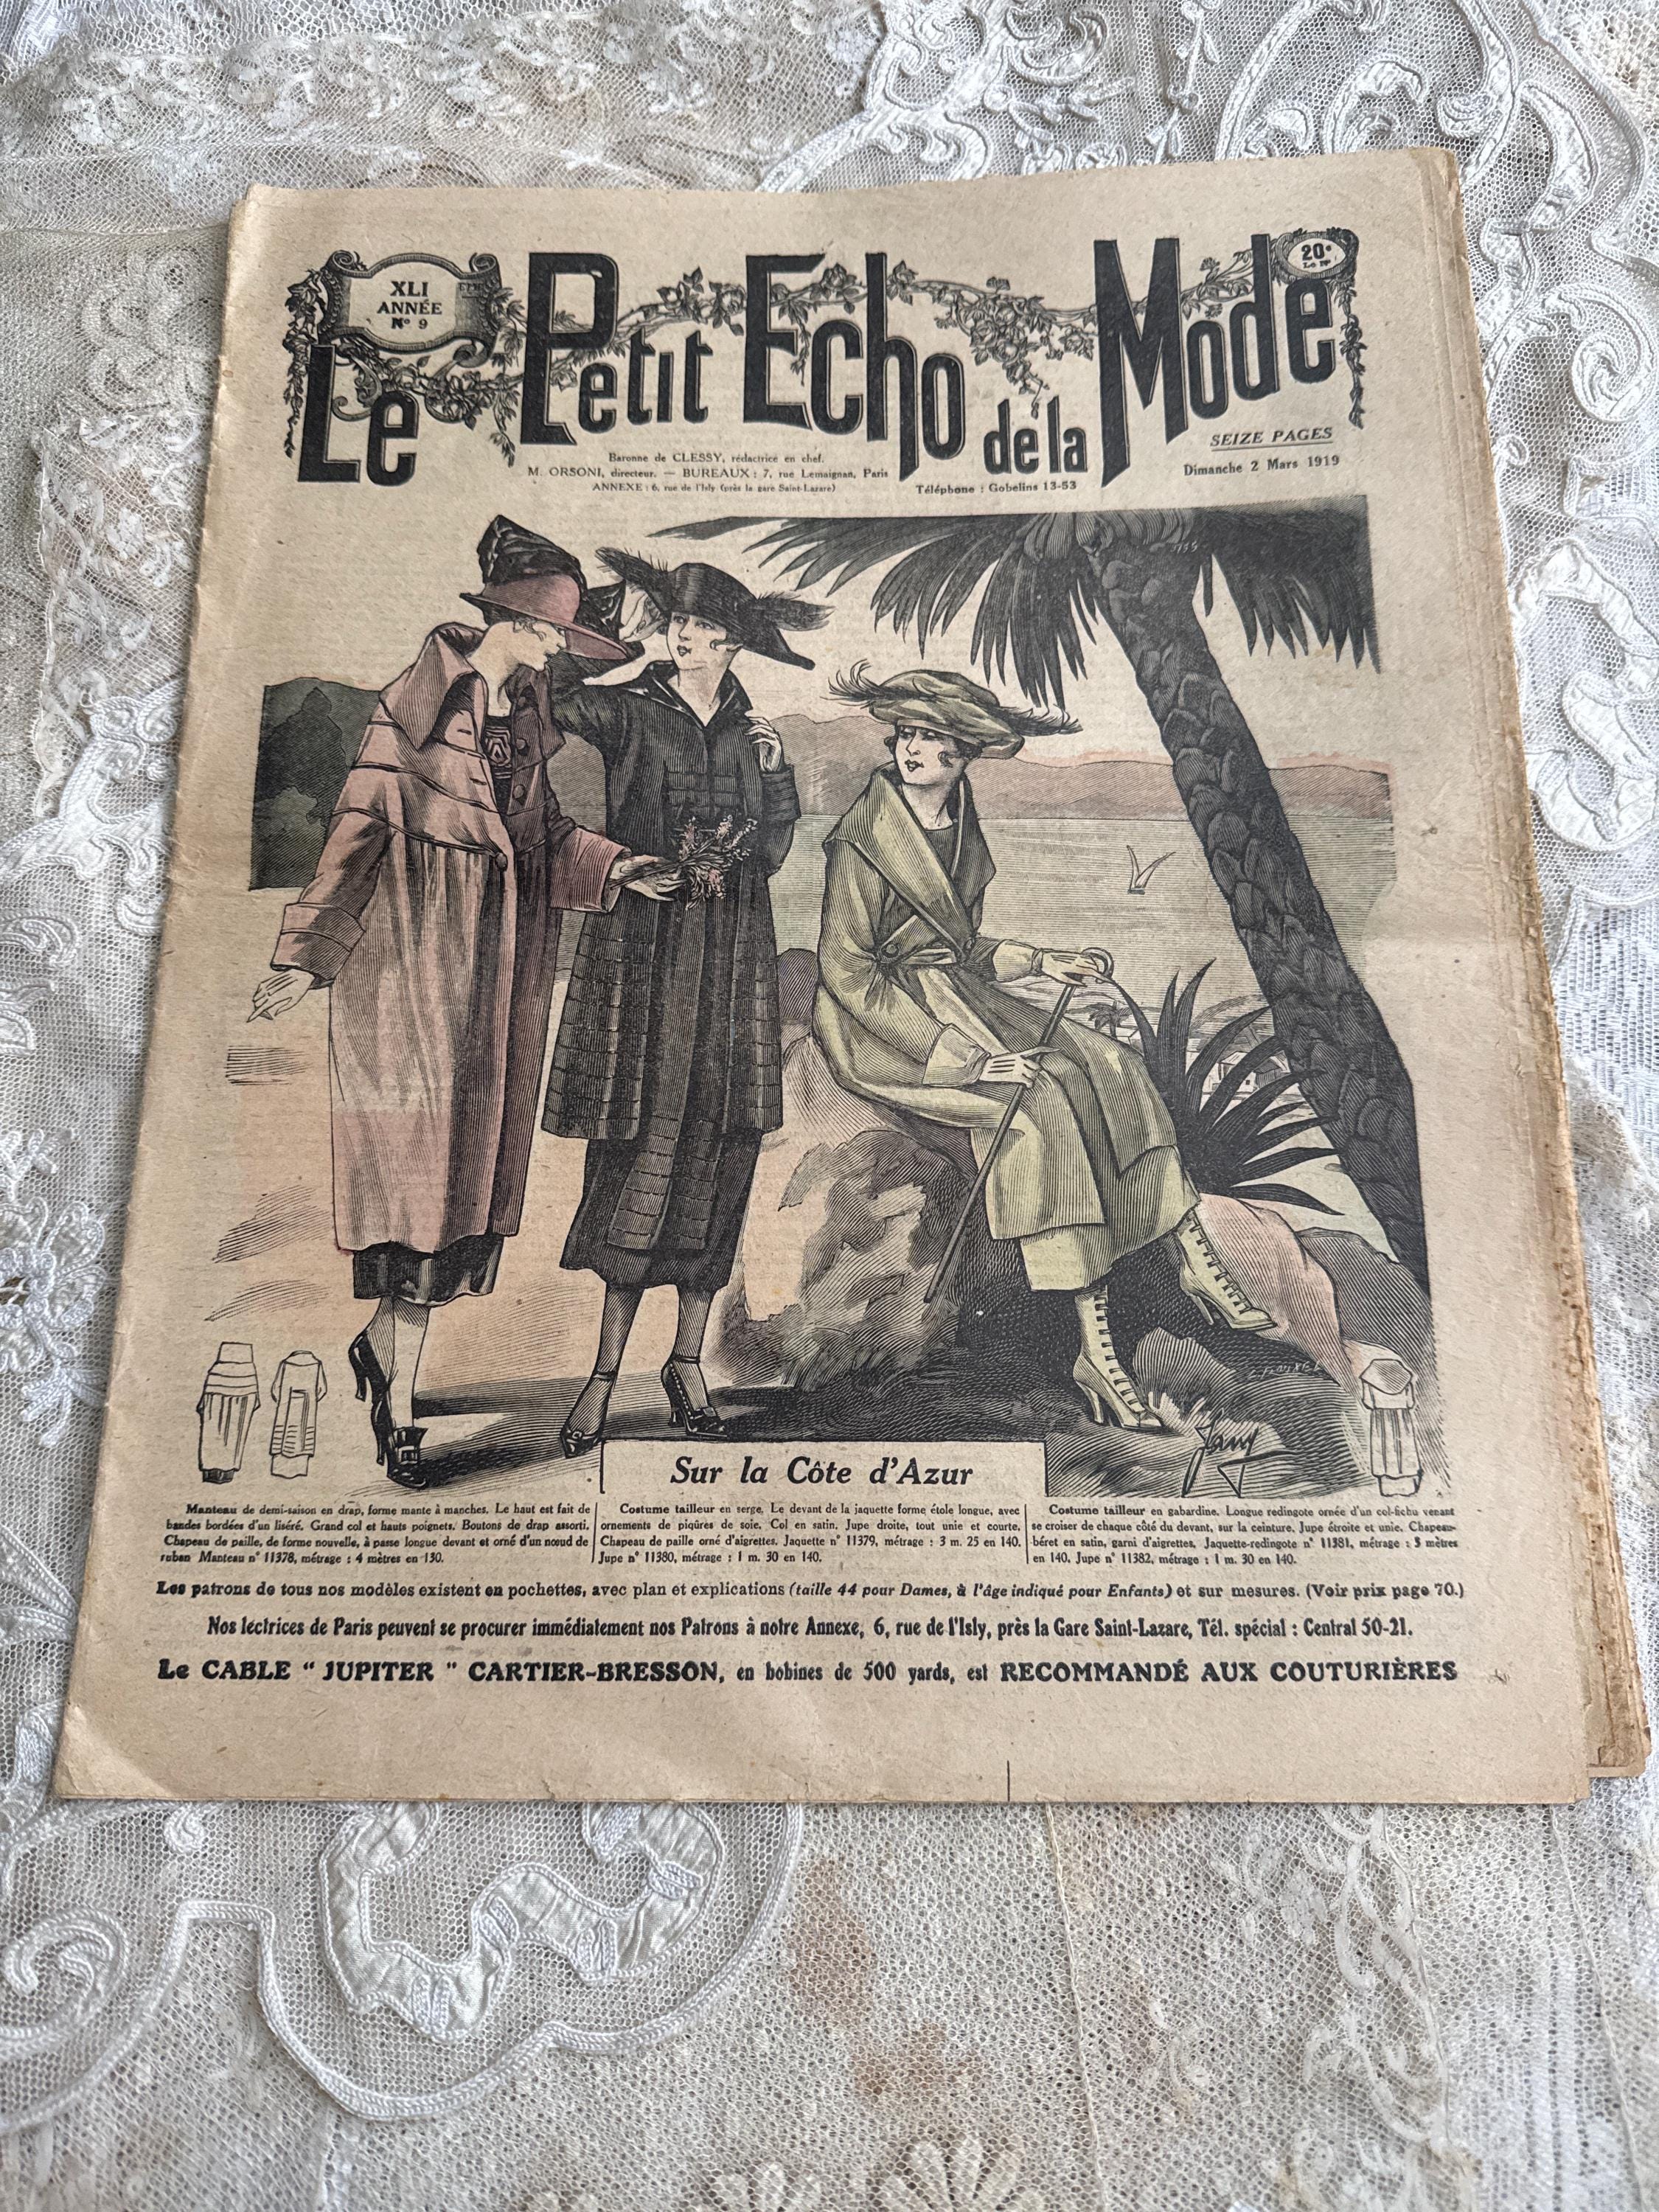 XLI
ANNÉE
N° 9
20c
Le N°
Le Petit Echo de la Mode
SEIZE PAGES
Dimanche 2 Mars 1919
Baronne de CLESSY, rédactrice en chef.
M. ORSONI, directeur. — BUREAUX : 7, rue Lemaignan, Paris
ANNEXE : 6, rue de l'Isly (près la gare Saint-Lazare)
Téléphone : Gobelins 13-53
Sur la Côte d'Azur
Manteau de demi-saison en drap, forme mante à manches. Le haut est fait de
bandes bordées d'un liséré. Grand col et hauts poignets. Boutons de drap assorti.
Chapeau de paille, de forme nouvelle, à passe longue devant et orné d'un nœud de
ruban Manteau n° 11378, métrage : 4 mètres en 130.
Costume tailleur en serge. Le devant de la jaquette forme étole longue, avec
ornements de piqûres de soie. Col en satin. Jupe droite, tout unie et courte.
Chapeau de paille orné d'aigrettes. Jaquette n° 11379, métrage : 3 m. 25 en 140.
Jupe n° 11380, métrage : 1 m. 30 en 140.
Costume tailleur en gabardine. Longue redingote ornée d'un col-fichu venant
se croiser de chaque côté du devant, sur la ceinture. Jupe étroite et unie. Chapeau-
béret en satin, garni d'aigrettes. Jaquette-redingote n° 11381, métrage : 3 mètres
en 140. Jupe n° 11382, métrage : 1 m. 30 en 140.
Les patrons de tous nos modèles existent en pochettes, avec plan et explications (taille 44 pour Dames, à l'âge indiqué pour Enfants) et sur mesures. (Voir prix page 70.)
Nos lectrices de Paris peuvent se procurer immédiatement nos Patrons à notre Annexe, 6, rue de l'Isly, près la Gare Saint-Lazare, Tél. spécial : Central 50-21.
Le CABLE " JUPITER " CARTIER-BRESSON, en bobines de 500 yards, est RECOMMANDÉ AUX COUTURIÈRES